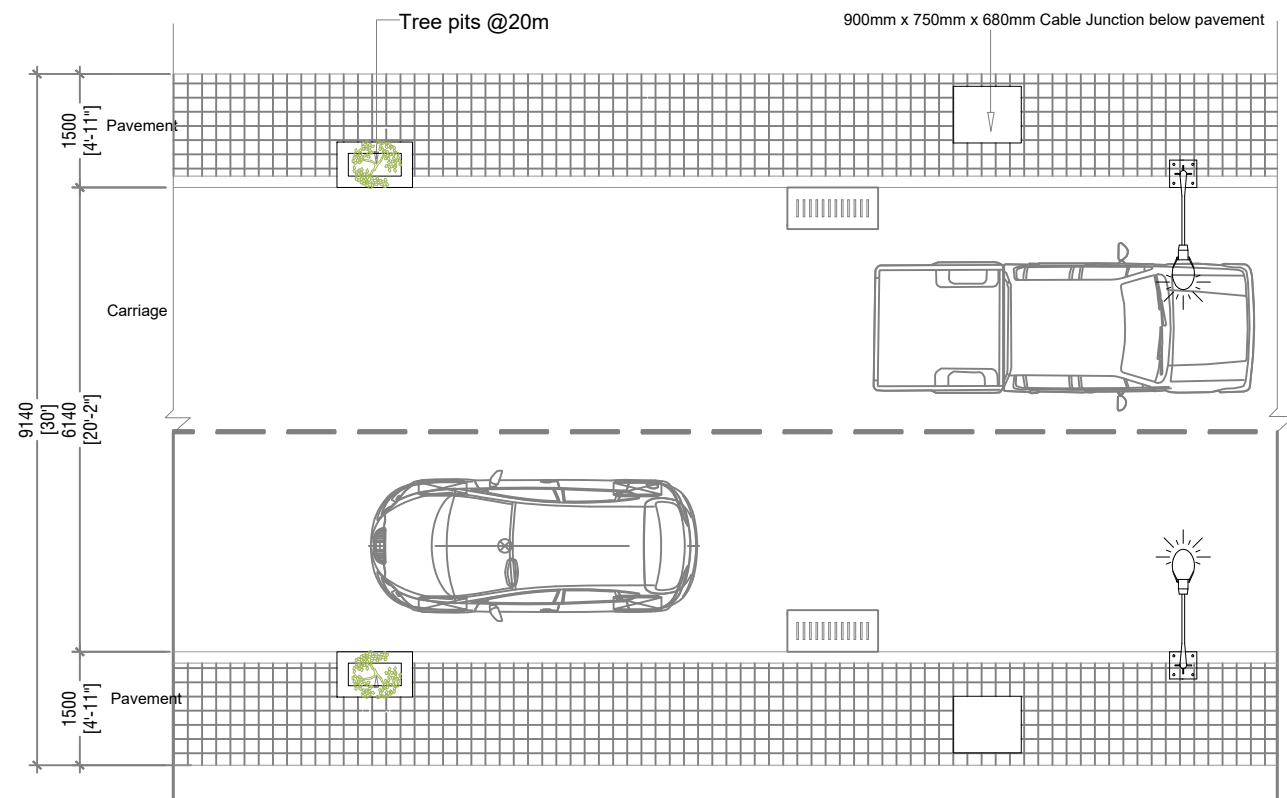 Tree pits @20m
900mm x 750mm x 680mm Cable Junction below pavement
1500
[4'-11"]
Pavement
Carriage
9140
[30']
6140
[20'-2"]
1500
[4'-11"]
Pavement